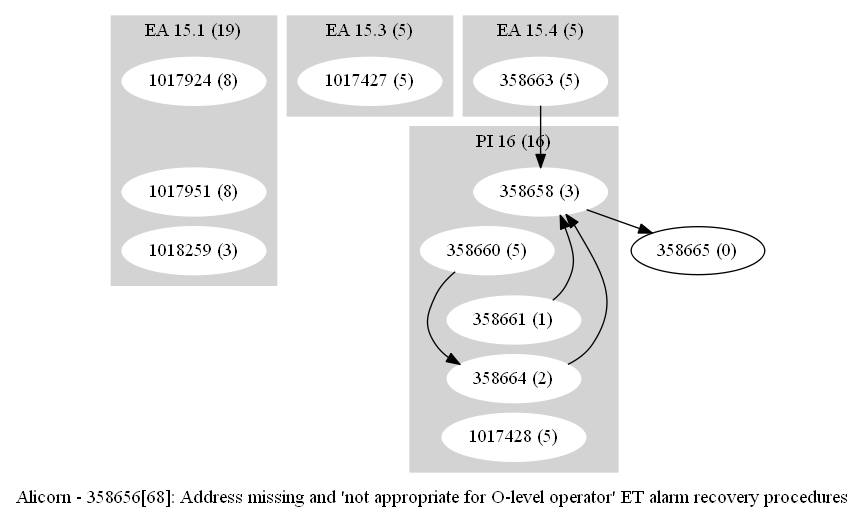 EA 15.1 (19)
1017924 (8)
1017951 (8)
1018259 (3)
EA 15.3 (5)
1017427 (5)
EA 15.4 (5)
358663 (5)
PI 16 (16)
358658 (3)
358660 (5)
358661 (1)
358664 (2)
1017428 (5)
358665 (0)
Alicorn - 358656[68]: Address missing and 'not appropriate for O-level operator' ET alarm recovery procedures